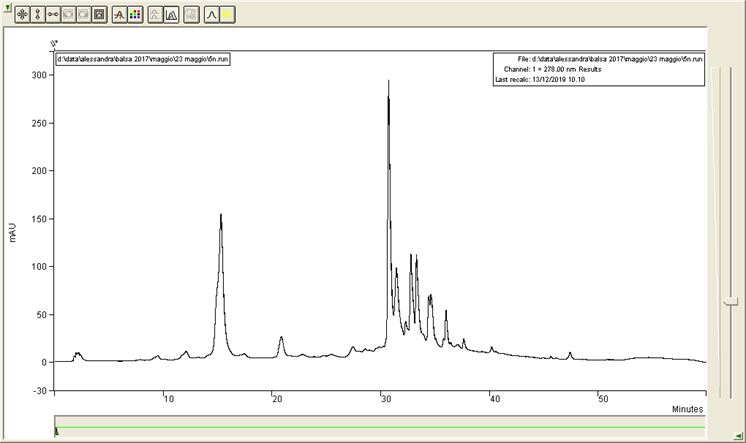 d:\data\alessandra\balsa 2017\maggio\23 maggio\5n.run
File: d:\data\alessandra\balsa 2017\maggio\23 maggio\5n.run
Channel: 1 = 278.00 nm Results
Last recalc: 13/12/2019 10.10
300
250
200
150
100
50
0
-30
mAU
10
20
30
40
50
Minutes